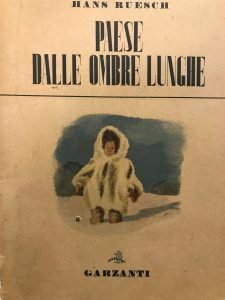 HANS RUESCH
PAESE
DALLE OMBRE LUNGHE
GARZANTI